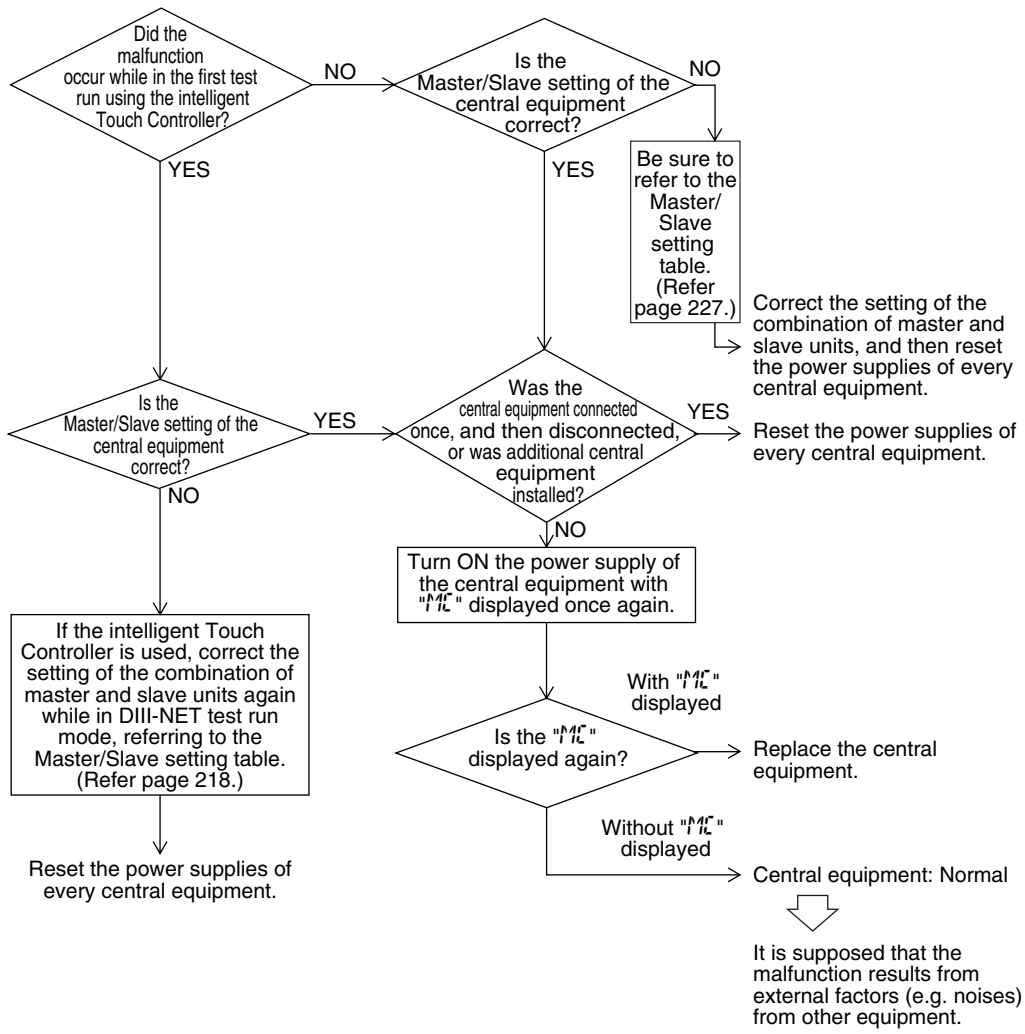 Did the
malfunction
occur while in the first test
run using the intelligent
Touch Controller?
NO
Is the
Master/Slave setting of the
central equipment
correct?
NO
YES
YES
Be sure to
refer to the
Master/
Slave
setting
table.
(Refer
page 227.)
Correct the setting of the
combination of master and
slave units, and then reset
the power supplies of every
central equipment.
Is the
Master/Slave setting of the
central equipment
correct?
YES
Was the
central equipment connected
once, and then disconnected,
or was additional central
equipment
installed?
YES
Reset the power supplies of
every central equipment.
NO
NO
Turn ON the power supply of
the central equipment with
"MC" displayed once again.
If the intelligent Touch
Controller is used, correct the
setting of the combination of
master and slave units again
while in DIII-NET test run
mode, referring to the
Master/Slave setting table.
(Refer page 218.)
Reset the power supplies of
every central equipment.
With "MC"
displayed
Is the "MC"
displayed again?
Replace the central
equipment.
Without "MC"
displayed
Central equipment: Normal
It is supposed that the
malfunction results from
external factors (e.g. noises)
from other equipment.